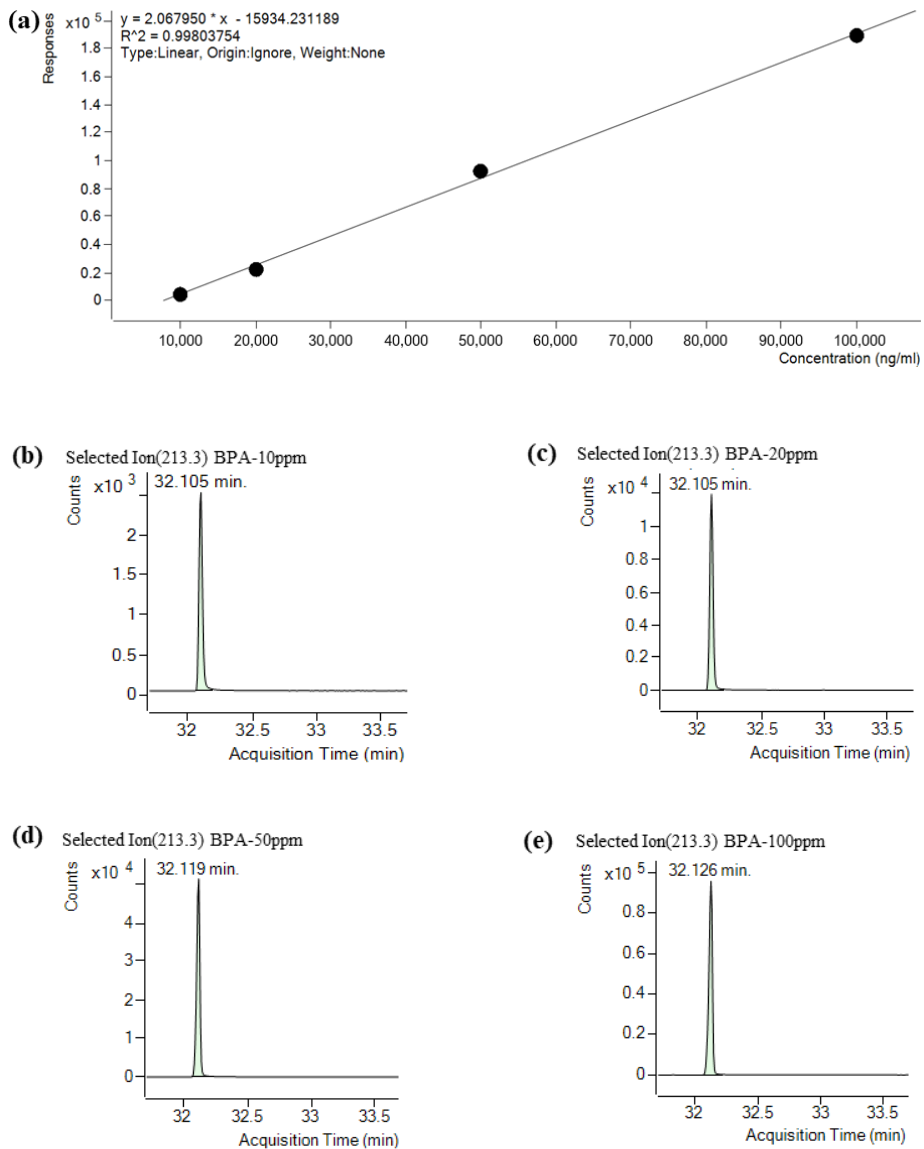 (a)
y = 2.067950 * x - 15934.231189
R^2 = 0.99803754
Type:Linear, Origin:Ignore, Weight:None
Responses
x10 5
1.8
1.6
1.4
1.2
1
0.8
0.6
0.4
0.2
0
10,000 20,000 30,000 40,000 50,000 60,000 70,000 80,000 90,000 100,000
Concentration (ng/ml)
(b) Selected Ion(213.3) BPA-10ppm
Counts
x10 3
32.105 min.
2
1.5
1
0.5
0
32 32.5 33 33.5
Acquisition Time (min)
(c) Selected Ion(213.3) BPA-20ppm
Counts
x10 4
32.105 min.
1
0.8
0.6
0.4
0.2
0
32 32.5 33 33.5
Acquisition Time (min)
(d) Selected Ion(213.3) BPA-50ppm
Counts
x10 4
32.119 min.
4
3
2
1
0
32 32.5 33 33.5
Acquisition Time (min)
(e) Selected Ion(213.3) BPA-100ppm
Counts
x10 5
32.126 min.
0.8
0.6
0.4
0.2
0
32 32.5 33 33.5
Acquisition Time (min)